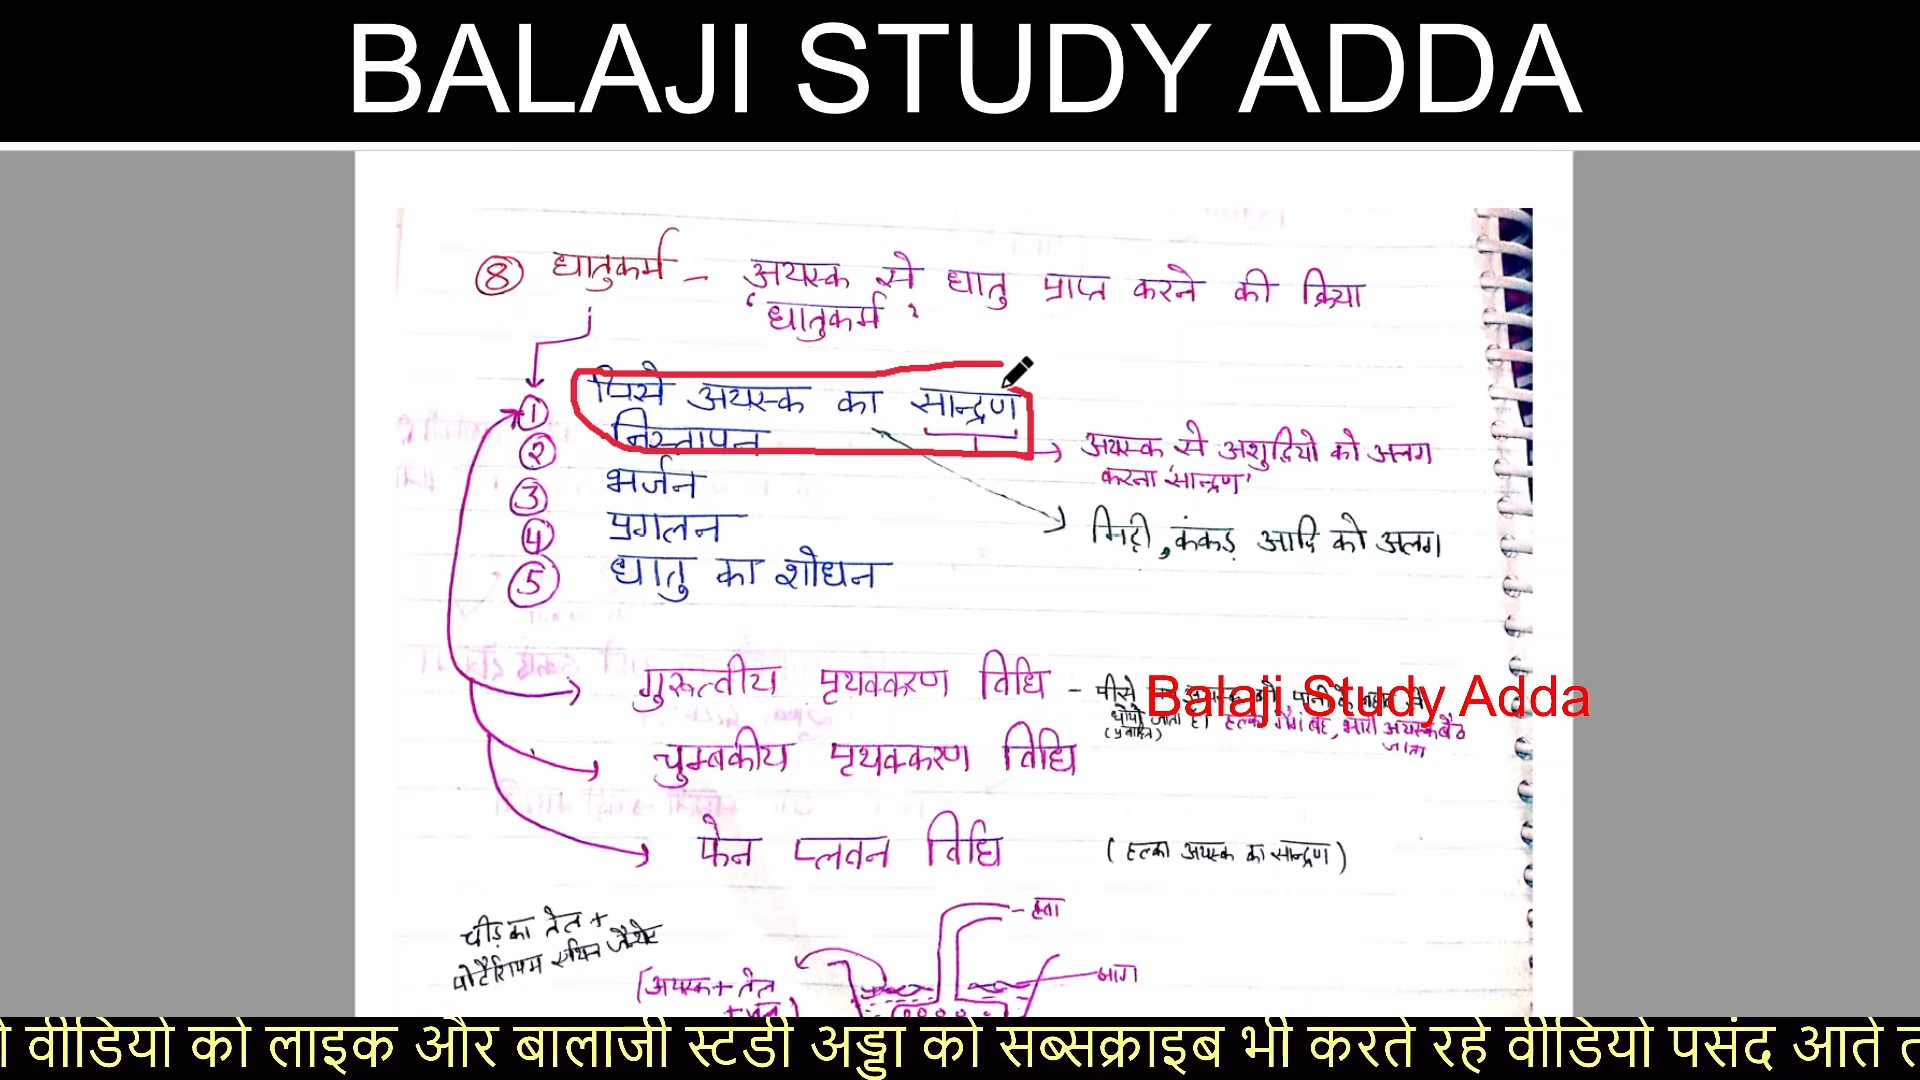 BALAJI STUDY ADDA
⑧ धातुकर्म – अयस्क से धातु प्राप्त करने की क्रिया
'धातुकर्म'
① पिसे अयस्क का सान्द्रण
② निस्तापन
→ अयस्क से अशुद्धियो को अलग
करना 'सान्द्रण'
③ भर्जन
④ प्रगलन
→ मिट्टी, कंकड़ आदि को अलग
⑤ धातु का शोधन
गुरूत्वीय पृथक्करण विधि –
Balaji Study Adda
चुम्बकीय पृथक्करण विधि
फेन प्लवन विधि (हल्का अयस्क का सान्द्रण)
चीड़ का तेल +
हवा
झाग
[अयस्क + तेल
वीडियो को लाइक और बालाजी स्टडी अड्डा को सब्सक्राइब भी करते रहे वीडियो पसंद आते